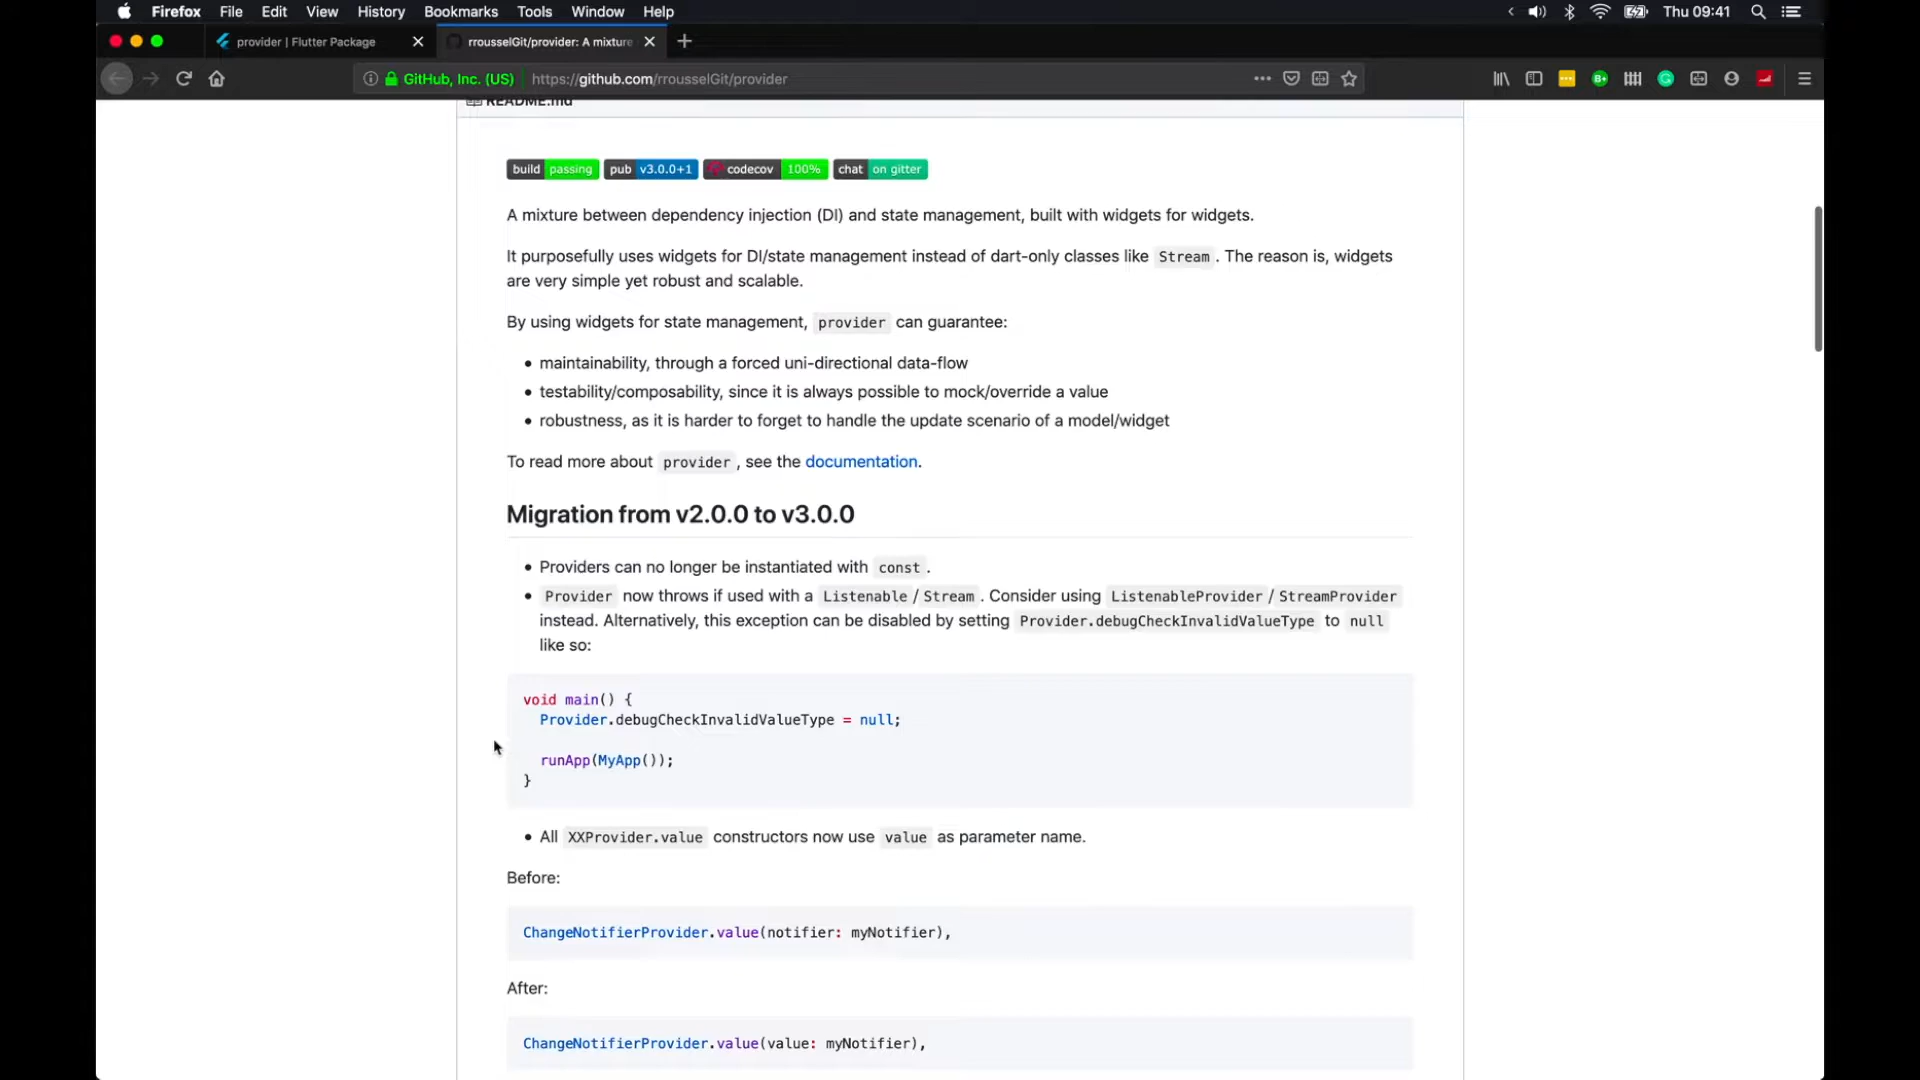 Firefox File Edit View History Bookmarks Tools Window Help Thu 09:41
provider | Flutter Package rrousselGit/provider: A mixture
GitHub, Inc. (US) https://github.com/rrousselGit/provider
README.md
build passing pub v3.0.0+1 codecov 100% chat on gitter
A mixture between dependency injection (DI) and state management, built with widgets for widgets.
It purposefully uses widgets for DI/state management instead of dart-only classes like Stream. The reason is, widgets
are very simple yet robust and scalable.
By using widgets for state management, provider can guarantee:
• maintainability, through a forced uni-directional data-flow
• testability/composability, since it is always possible to mock/override a value
• robustness, as it is harder to forget to handle the update scenario of a model/widget
To read more about provider, see the documentation.
Migration from v2.0.0 to v3.0.0
• Providers can no longer be instantiated with const.
• Provider now throws if used with a Listenable / Stream. Consider using ListenableProvider / StreamProvider
instead. Alternatively, this exception can be disabled by setting Provider.debugCheckInvalidValueType to null
like so:
void main() {
Provider.debugCheckInvalidValueType = null;
runApp(MyApp());
}
• All XXProvider.value constructors now use value as parameter name.
Before:
ChangeNotifierProvider.value(notifier: myNotifier),
After:
ChangeNotifierProvider.value(value: myNotifier),